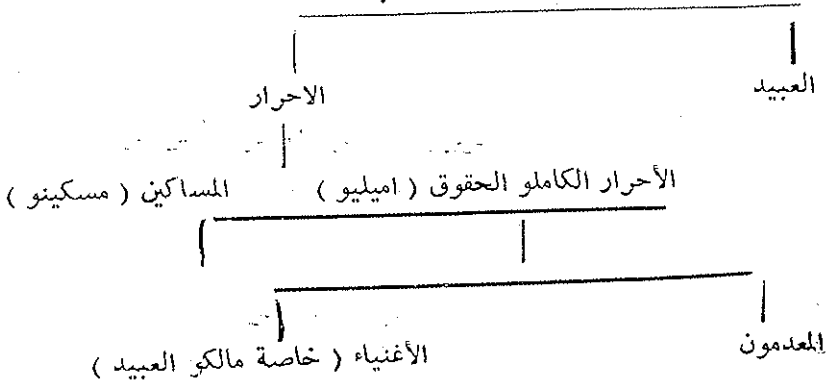 العبيد
الاحرار
الأحرار الكاملو الحقوق ( اميليو )
المساكين ( مسكينو )
المعدمون
الأغنياء ( خاصة مالكو العبيد )